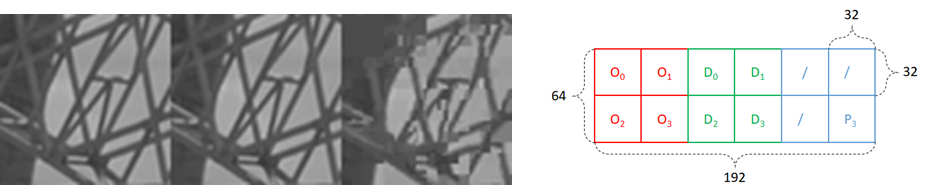 32
O₀ O₁ D₀ D₁ / /
32
64
O₂ O₃ D₂ D₃ / P₃
192